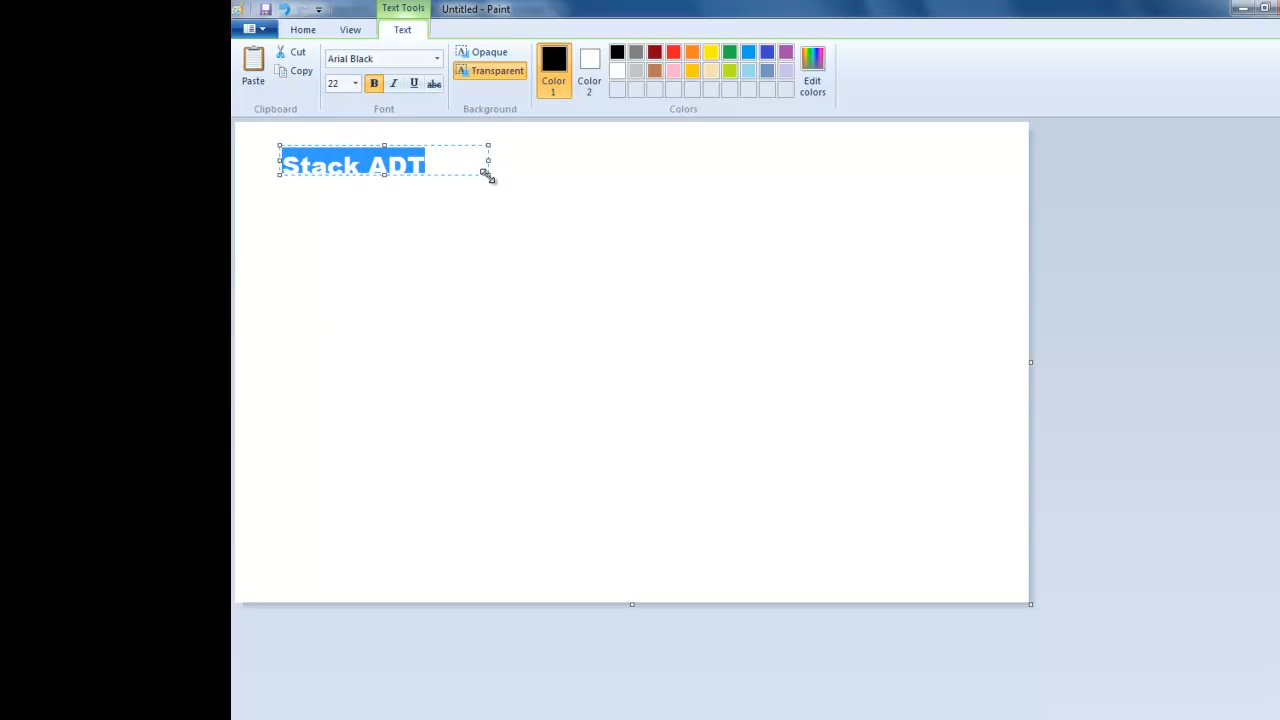 Text Tools
Untitled - Paint
Home
View
Text
Paste
Cut
Copy
Clipboard
Arial Black
22
B
I
U
abc
Font
Opaque
Transparent
Background
Color
1
Color
2
Edit
colors
Colors
Stack ADT